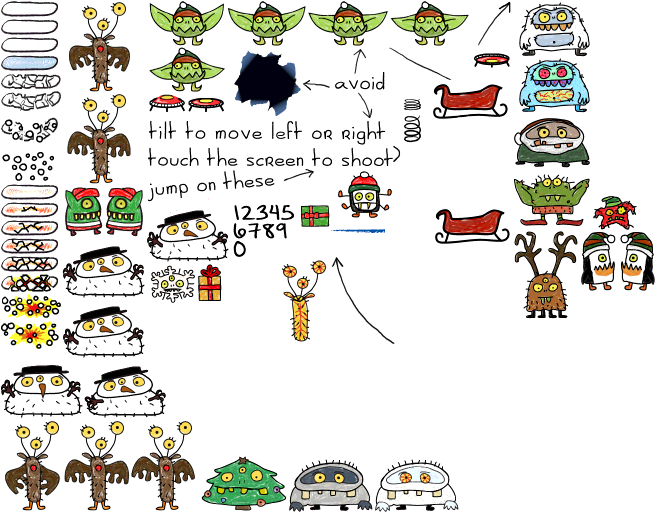 avoid
tilt to move left or right
touch the screen to shoot
jump on these
12345
6789
0